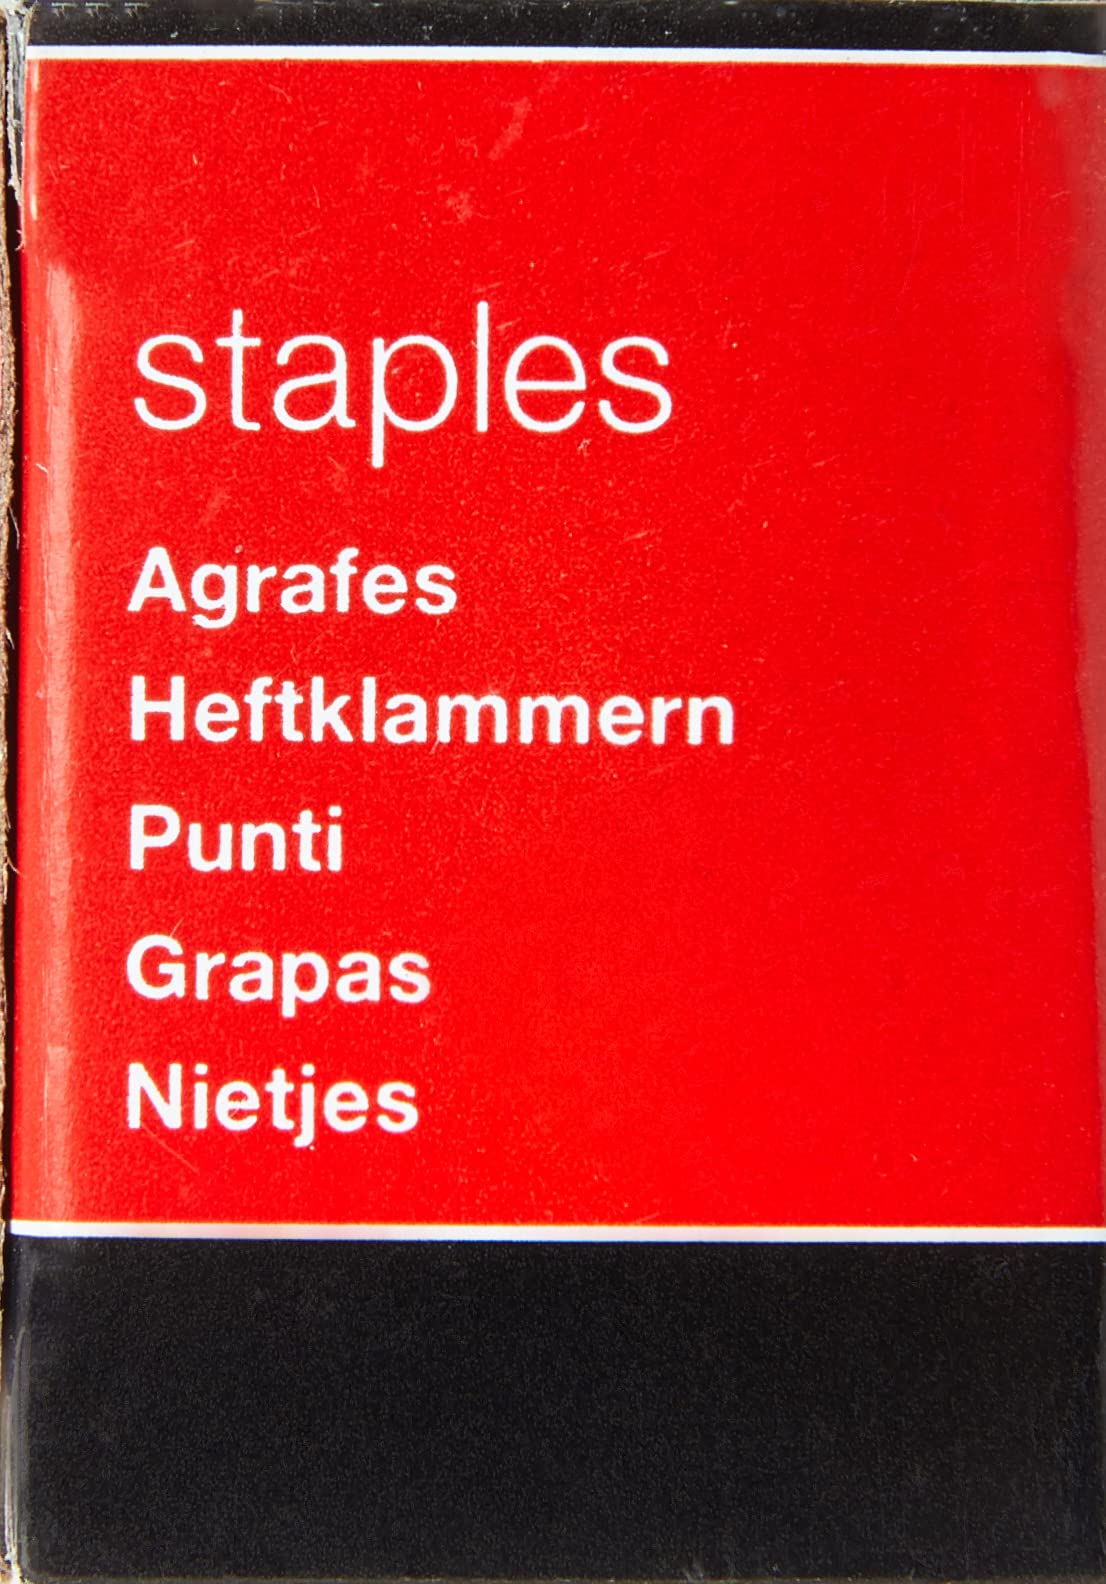 staples
Agrafes
Heftklammern
Punti
Grapas
Nietjes